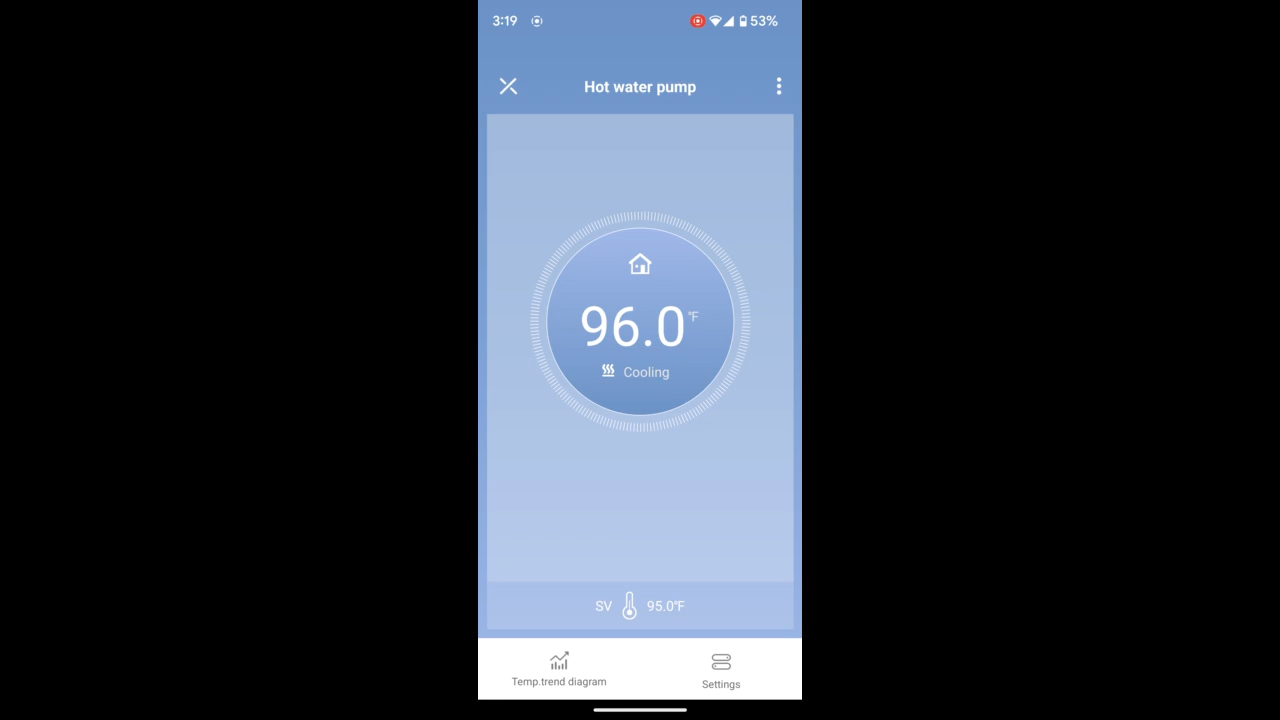 3:19 53%
Hot water pump
96.0°F
Cooling
SV 95.0°F
Temp.trend diagram
Settings